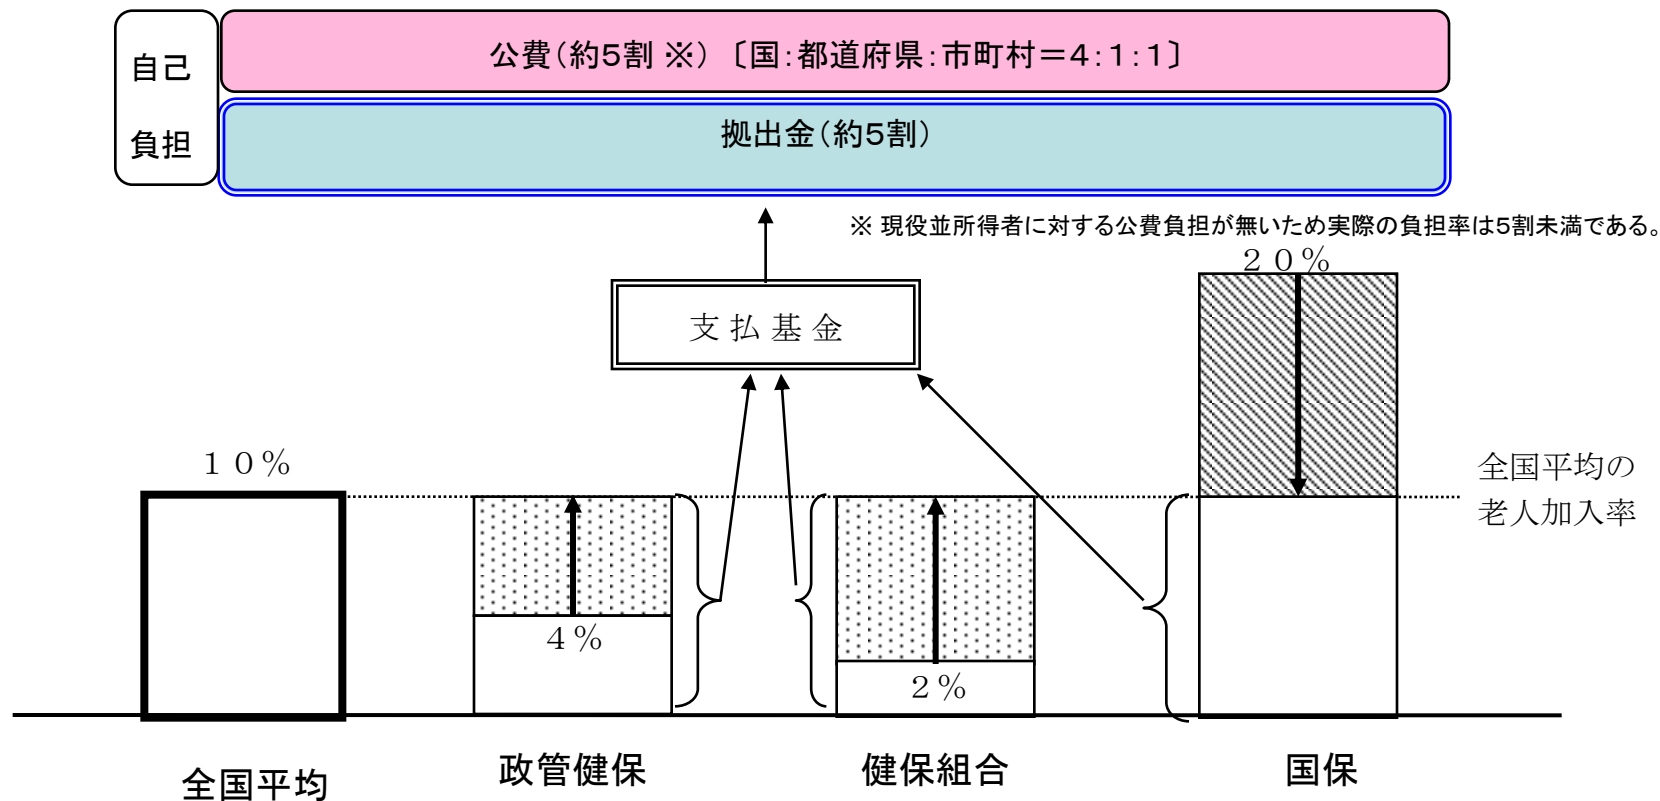 自己
負担
公費(約5割 ※) 〔国:都道府県:市町村=4:1:1〕
拠出金(約5割)
※ 現役並所得者に対する公費負担が無いため実際の負担率は5割未満である。
20%
支払基金
10%
全国平均の
老人加入率
4%
2%
全国平均
政管健保
健保組合
国保